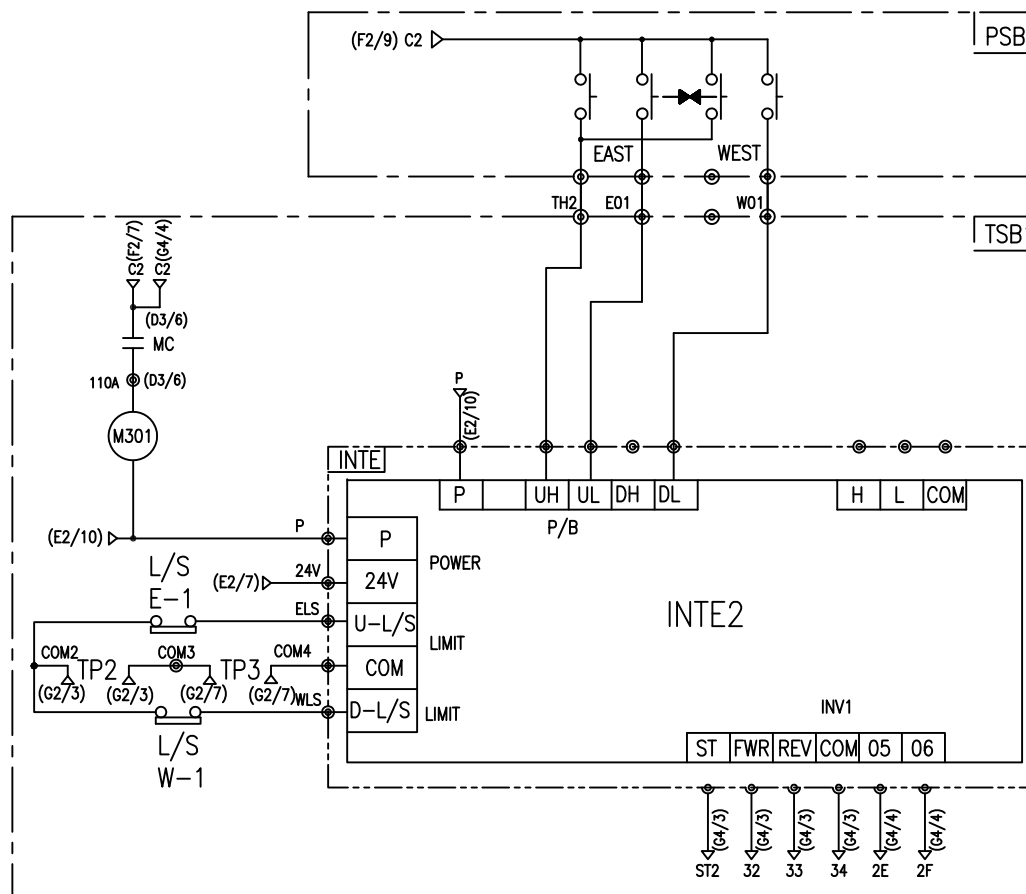 (F2/9) C2
PSB
EAST
WEST
TH2
E01
W01
(F2/7)
(G4/4)
C2
C2
(D3/6)
MC
110A
(D3/6)
M301
P
(E2/10)
INTE
P
UH
UL
DH
DL
H
L
COM
P/B
(E2/10)
P
P
POWER
L/S
E-1
(E2/7)
24V
24V
INTE2
ELS
U-L/S
LIMIT
COM2
TP2
COM3
TP3
COM4
COM
(G2/3)
(G2/3)
(G2/7)
(G2/7)
WLS
D-L/S
LIMIT
L/S
W-1
INV1
ST
FWR
REV
COM
05
06
(G4/3)
(G4/3)
(G4/3)
(G4/3)
(G4/4)
(G4/4)
ST2
32
33
34
2E
2F